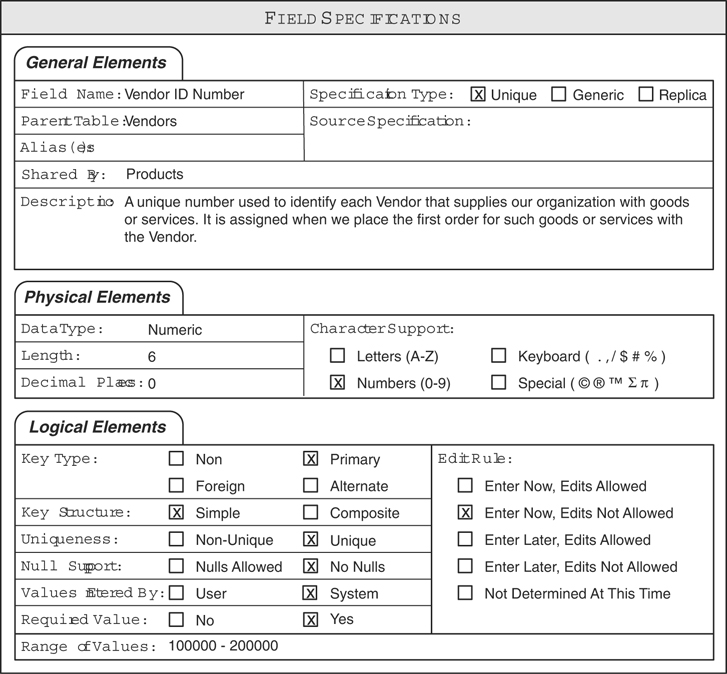 FIELD SPECIFICATIONS
General Elements
Field Name: Vendor ID Number
Specification Type: X Unique Generic Replica
Parent Table: Vendors
Source Specification:
Alias(es):
Shared By: Products
Description: A unique number used to identify each Vendor that supplies our organization with goods
or services. It is assigned when we place the first order for such goods or services with
the Vendor.
Physical Elements
Data Type: Numeric
Character Support:
Length: 6
Letters (A-Z) Keyboard ( . , / $ # % )
Decimal Places: 0
X Numbers (0-9) Special ( © ® ™ Σ π )
Logical Elements
Key Type: Non X Primary
Edit Rule:
Foreign Alternate
Enter Now, Edits Allowed
Key Structure: X Simple Composite
X Enter Now, Edits Not Allowed
Uniqueness: Non-Unique X Unique
Enter Later, Edits Allowed
Null Support: Nulls Allowed X No Nulls
Enter Later, Edits Not Allowed
Values Entered By: User X System
Not Determined At This Time
Required Value: No X Yes
Range of Values: 100000 - 200000